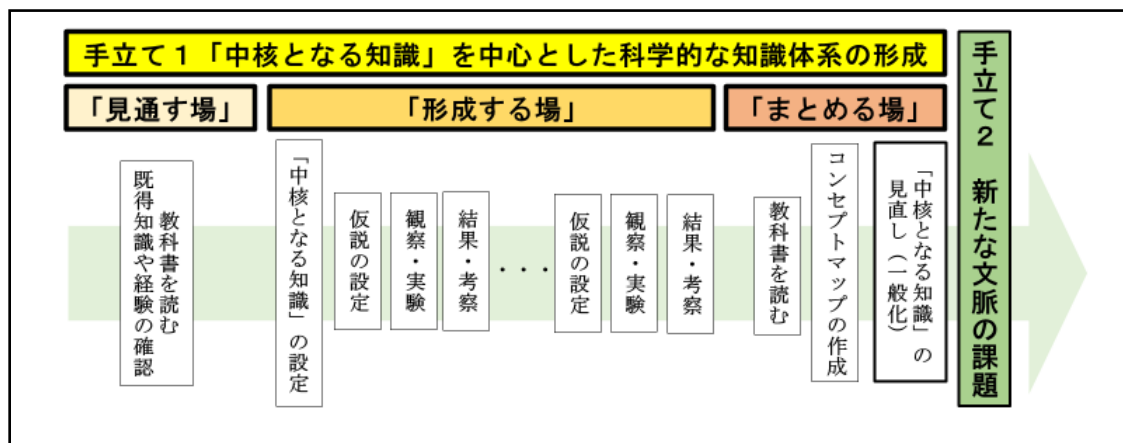 手立て１「中核となる知識」を中心とした科学的な知識体系の形成
「見通す場」
「形成する場」
「まとめる場」
教科書を読む
既得知識や経験の確認
「中核となる知識」の設定
仮説の設定
観察・実験
結果・考察
・・・
仮説の設定
観察・実験
結果・考察
教科書を読む
コンセプトマップの作成
「中核となる知識」の
見直し（一般化）
手立て２　新たな文脈の課題